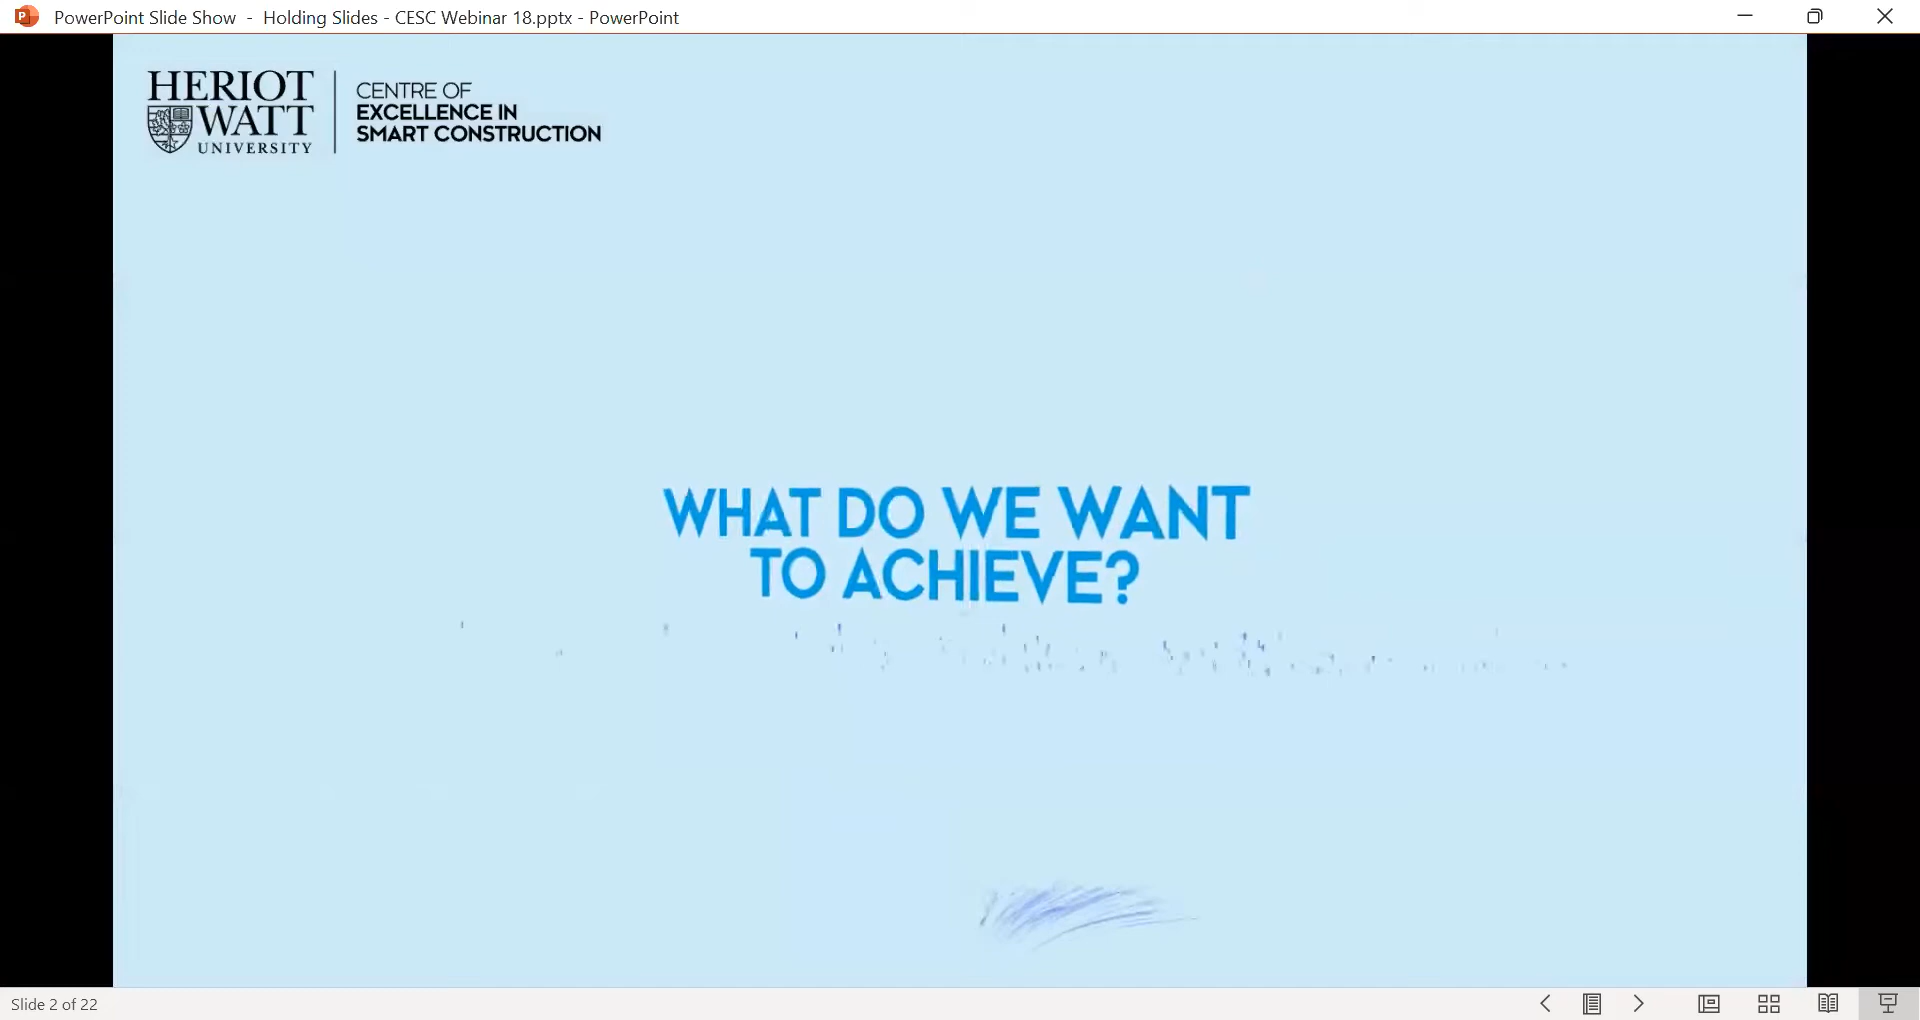 PowerPoint Slide Show - Holding Slides - CESC Webinar 18.pptx - PowerPoint
HERIOT
WATT
UNIVERSITY
CENTRE OF
EXCELLENCE IN
SMART CONSTRUCTION
WHAT DO WE WANT
TO ACHIEVE?
Slide 2 of 22